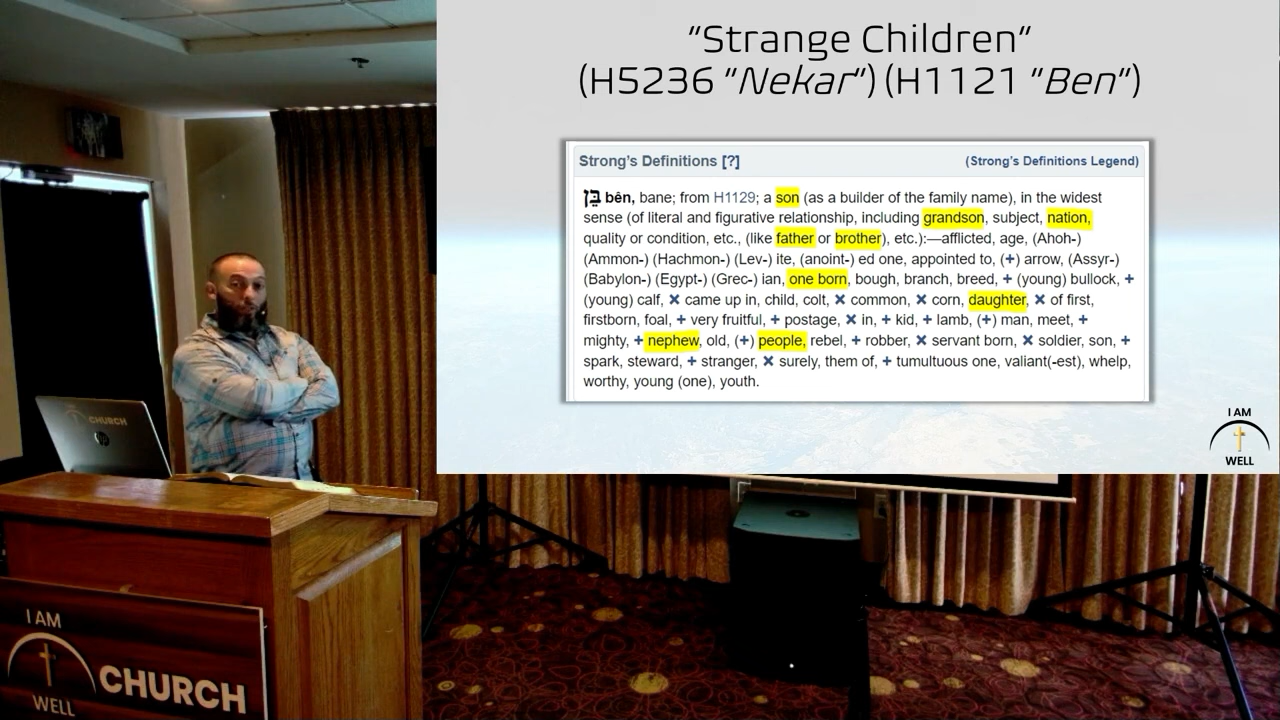 "Strange Children"
(H5236 "Nekar") (H1121 "Ben")
Strong's Definitions [?] (Strong's Definitions Legend)
בֵּן bên, bane; from H1129; a son (as a builder of the family name), in the widest
sense (of literal and figurative relationship, including grandson, subject, nation,
quality or condition, etc., (like father or brother), etc.):—afflicted, age, (Ahoh-)
(Ammon-) (Hachmon-) (Lev-) ite, (anoint-) ed one, appointed to, (+) arrow, (Assyr-)
(Babylon-) (Egypt-) (Grec-) ian, one born, bough, branch, breed, + (young) bullock, +
(young) calf, × came up in, child, colt, × common, × corn, daughter, × of first,
firstborn, foal, + very fruitful, + postage, × in, + kid, + lamb, (+) man, meet, +
mighty, + nephew, old, (+) people, rebel, + robber, × servant born, × soldier, son, +
spark, steward, + stranger, × surely, them of, + tumultuous one, valiant(-est), whelp,
worthy, young (one), youth.
I AM
WELL
CHURCH
hp
I AM
CHURCH
WELL